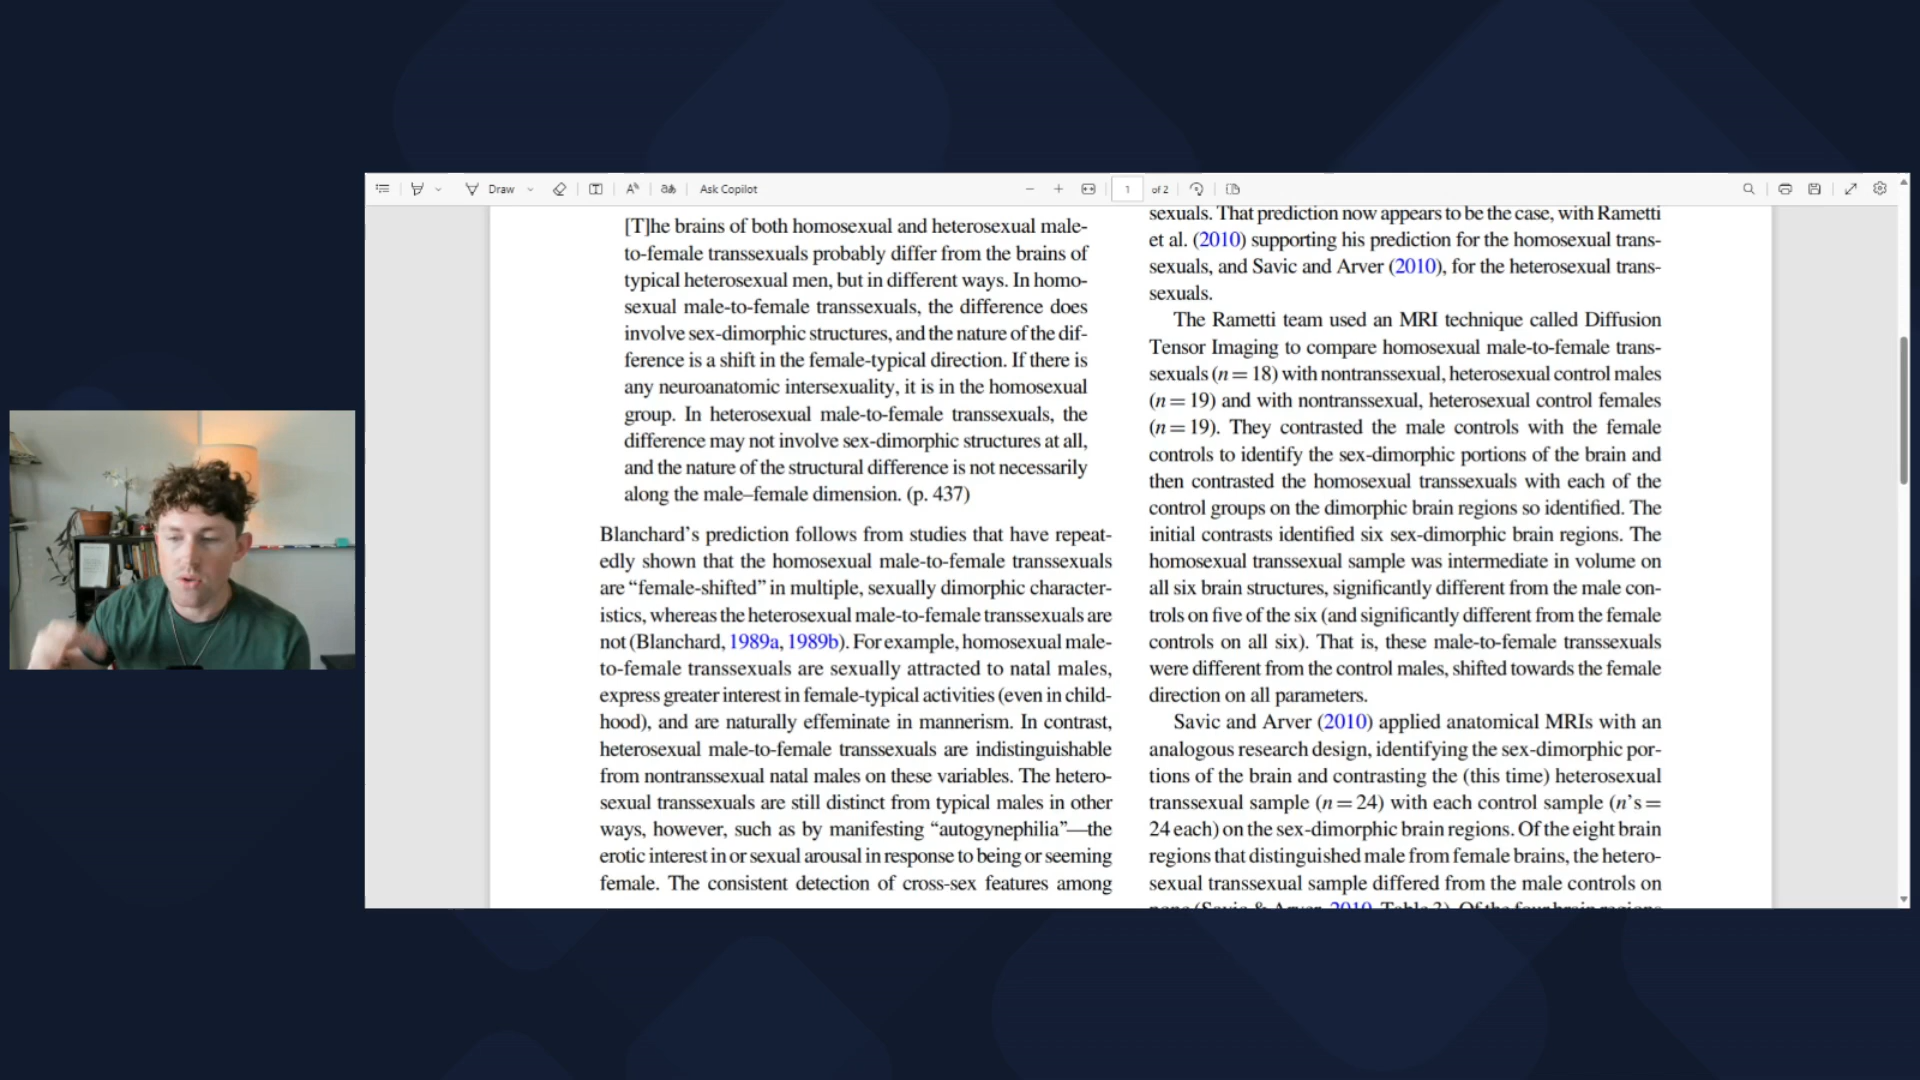 Draw
Ask Copilot
1
of 2
[T]he brains of both homosexual and heterosexual male-
to-female transsexuals probably differ from the brains of
typical heterosexual men, but in different ways. In homo-
sexual male-to-female transsexuals, the difference does
involve sex-dimorphic structures, and the nature of the dif-
ference is a shift in the female-typical direction. If there is
any neuroanatomic intersexuality, it is in the homosexual
group. In heterosexual male-to-female transsexuals, the
difference may not involve sex-dimorphic structures at all,
and the nature of the structural difference is not necessarily
along the male–female dimension. (p. 437)
Blanchard’s prediction follows from studies that have repeat-
edly shown that the homosexual male-to-female transsexuals
are “female-shifted” in multiple, sexually dimorphic character-
istics, whereas the heterosexual male-to-female transsexuals are
not (Blanchard, 1989a, 1989b). For example, homosexual male-
to-female transsexuals are sexually attracted to natal males,
express greater interest in female-typical activities (even in child-
hood), and are naturally effeminate in mannerism. In contrast,
heterosexual male-to-female transsexuals are indistinguishable
from nontranssexual natal males on these variables. The hetero-
sexual transsexuals are still distinct from typical males in other
ways, however, such as by manifesting “autogynephilia”—the
erotic interest in or sexual arousal in response to being or seeming
female. The consistent detection of cross-sex features among
sexuals. That prediction now appears to be the case, with Rametti
et al. (2010) supporting his prediction for the homosexual trans-
sexuals, and Savic and Arver (2010), for the heterosexual trans-
sexuals.
The Rametti team used an MRI technique called Diffusion
Tensor Imaging to compare homosexual male-to-female trans-
sexuals (n = 18) with nontranssexual, heterosexual control males
(n = 19) and with nontranssexual, heterosexual control females
(n = 19). They contrasted the male controls with the female
controls to identify the sex-dimorphic portions of the brain and
then contrasted the homosexual transsexuals with each of the
control groups on the dimorphic brain regions so identified. The
initial contrasts identified six sex-dimorphic brain regions. The
homosexual transsexual sample was intermediate in volume on
all six brain structures, significantly different from the male con-
trols on five of the six (and significantly different from the female
controls on all six). That is, these male-to-female transsexuals
were different from the control males, shifted towards the female
direction on all parameters.
Savic and Arver (2010) applied anatomical MRIs with an
analogous research design, identifying the sex-dimorphic por-
tions of the brain and contrasting the (this time) heterosexual
transsexual sample (n = 24) with each control sample (n’s =
24 each) on the sex-dimorphic brain regions. Of the eight brain
regions that distinguished male from female brains, the hetero-
sexual transsexual sample differed from the male controls on
none (Savic & Arver, 2010, Table 3). Of the four brain regions